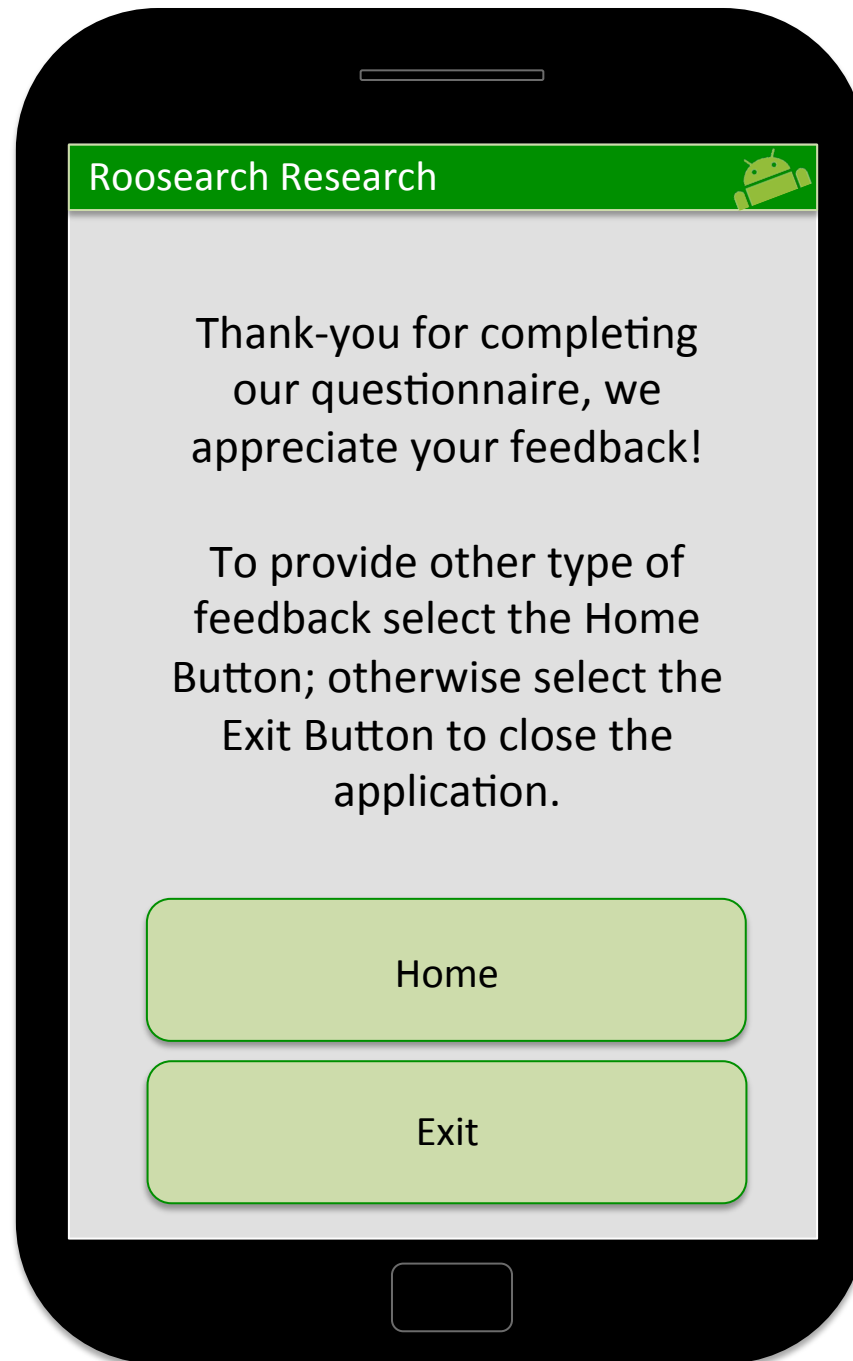 Roosearch Research
Thank-you for completing
our questionnaire, we
appreciate your feedback!
To provide other type of
feedback select the Home
Button; otherwise select the
Exit Button to close the
application.
Home
Exit